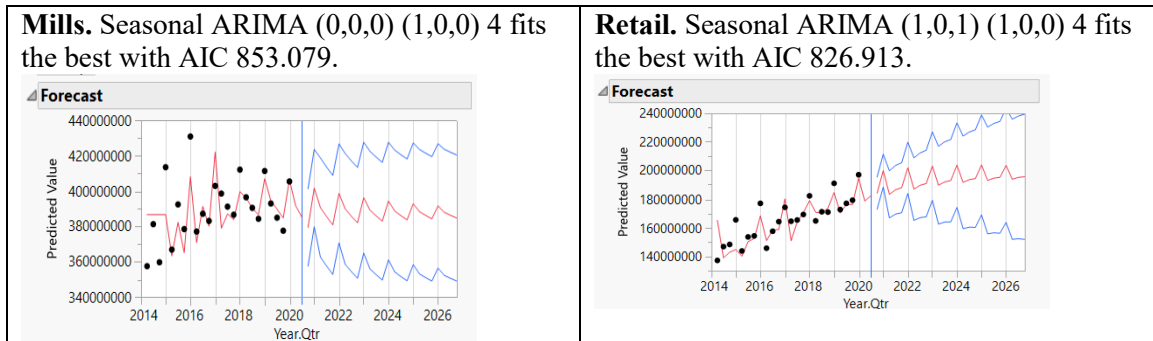 Mills. Seasonal ARIMA (0,0,0) (1,0,0) 4 fits
the best with AIC 853.079.
Forecast
440000000
420000000
400000000
380000000
360000000
340000000
Predicted Value
2014 2016 2018 2020 2022 2024 2026
Year.Qtr
Retail. Seasonal ARIMA (1,0,1) (1,0,0) 4 fits
the best with AIC 826.913.
Forecast
240000000
220000000
200000000
180000000
160000000
140000000
Predicted Value
2014 2016 2018 2020 2022 2024 2026
Year.Qtr